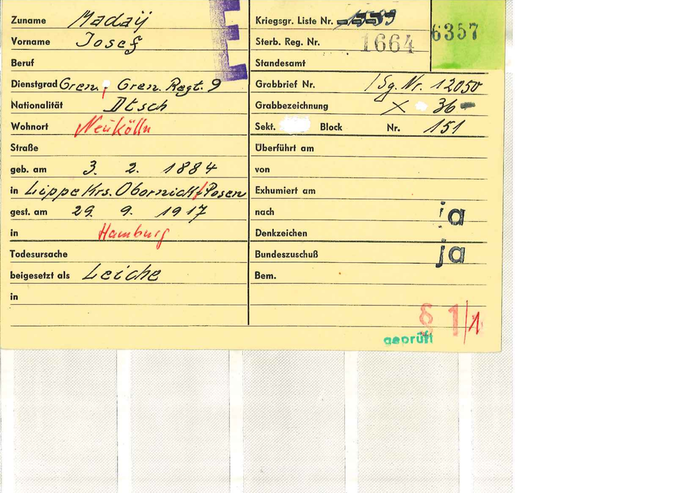 Zuname Madaÿ
Vorname Josef
Beruf
Dienstgrad Gren., Gren. Regt. 9
Nationalität Dtsch
Wohnort Neukölln
Straße
geb. am 3. 2. 1884
in Lippe Krs. Obornick/Posen
gest. am 29. 9. 1917
in Hamburg
Todesursache
beigesetzt als Leiche
in
Kriegsgr. Liste Nr.
Sterb. Reg. Nr. 1664
6357
Standesamt
Grabbrief Nr. / Sg. Nr. 12050
Grabbezeichnung X 36
Sekt. Block Nr. 151
Überführt am
von
Exhumiert am
nach ja
Denkzeichen
Bundeszuschuß ja
Bem.
§ 1/1
geprüft